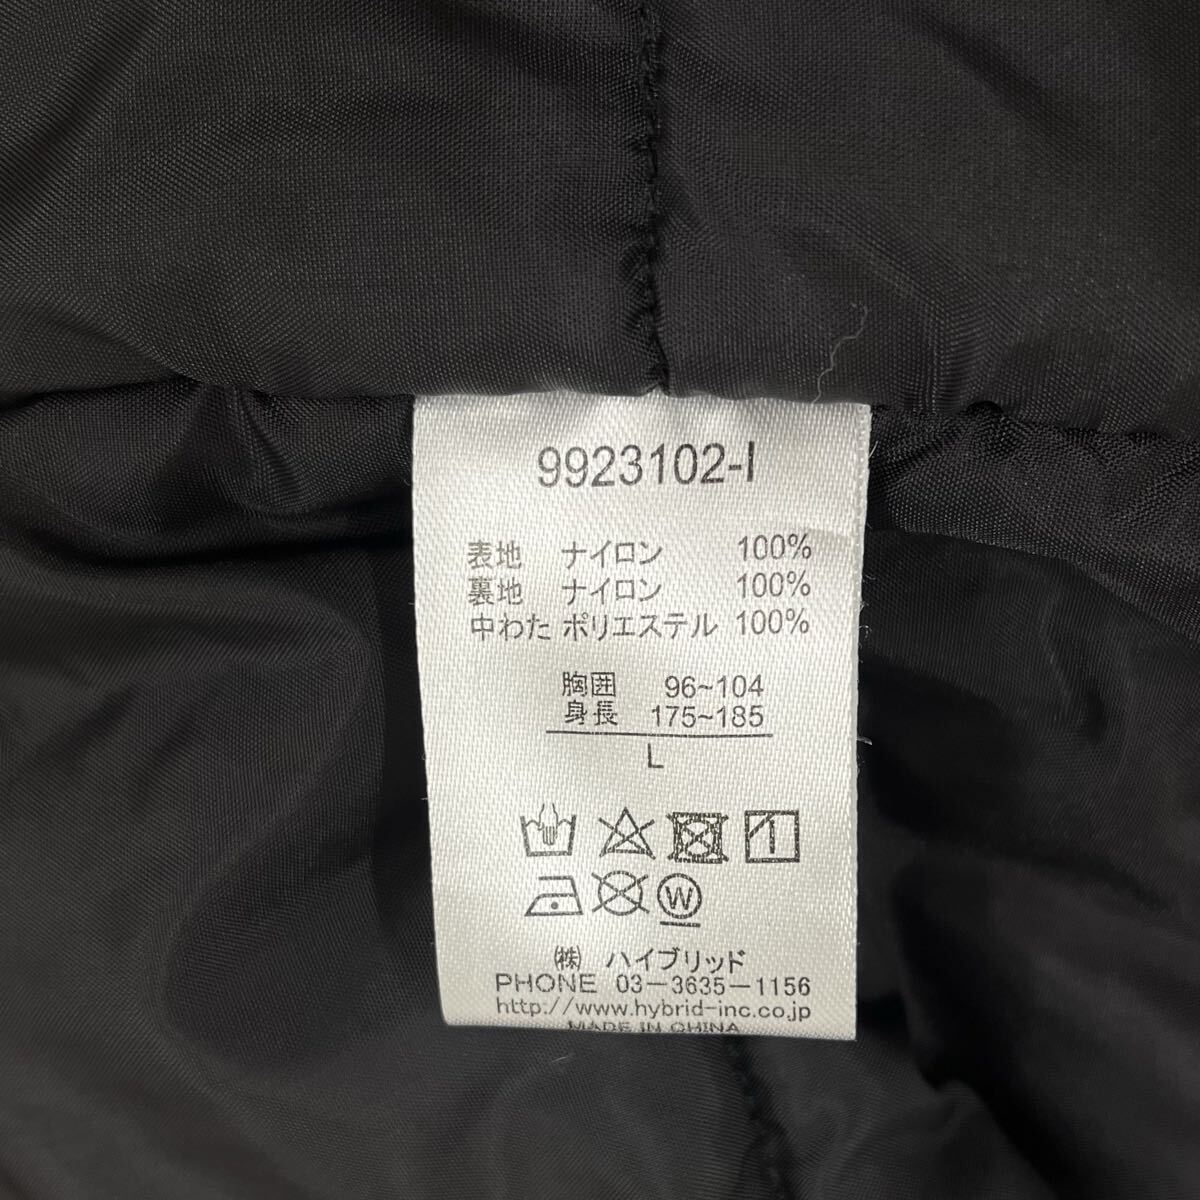 9923102-I
表地 ナイロン 100%
裏地 ナイロン 100%
中わた ポリエステル 100%
胸囲 96~104
身長 175~185
L
W
㈱ ハイブリッド
PHONE 03-3635-1156
http://www.hybrid-inc.co.jp
MADE IN CHINA